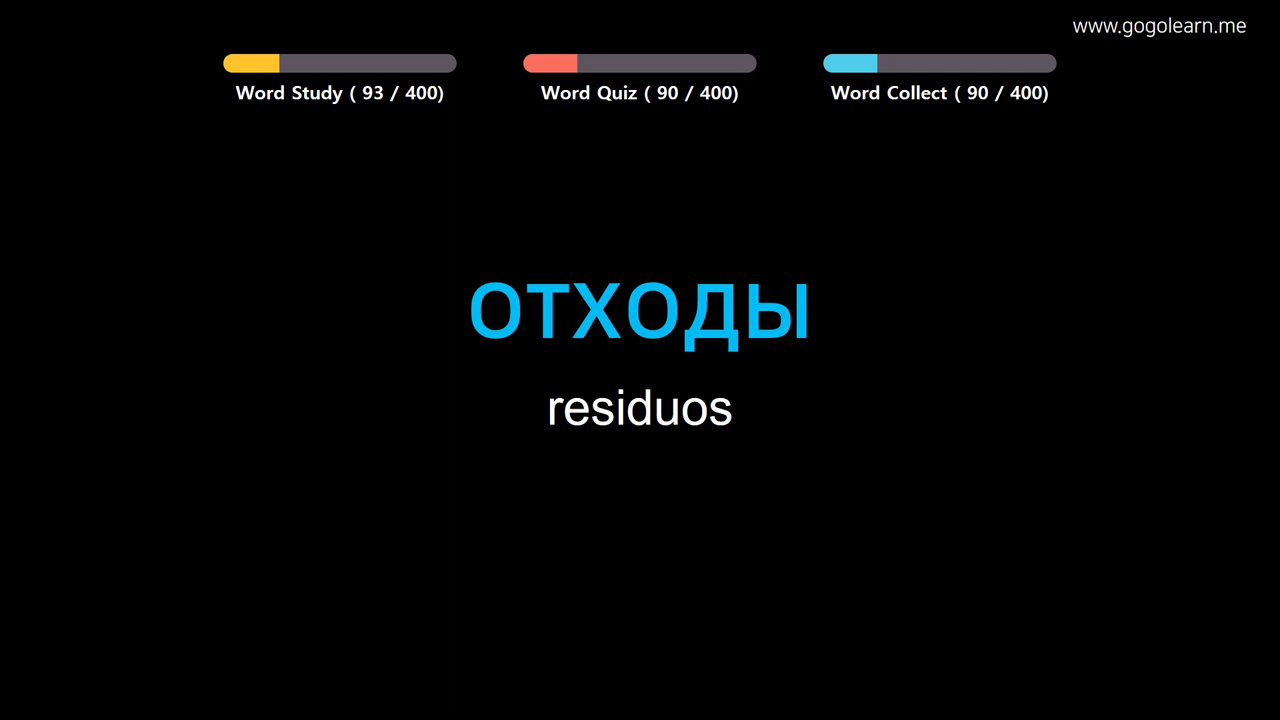 www.gogolearn.me
Word Study ( 93 / 400)
Word Quiz ( 90 / 400)
Word Collect ( 90 / 400)
отходы
residuos